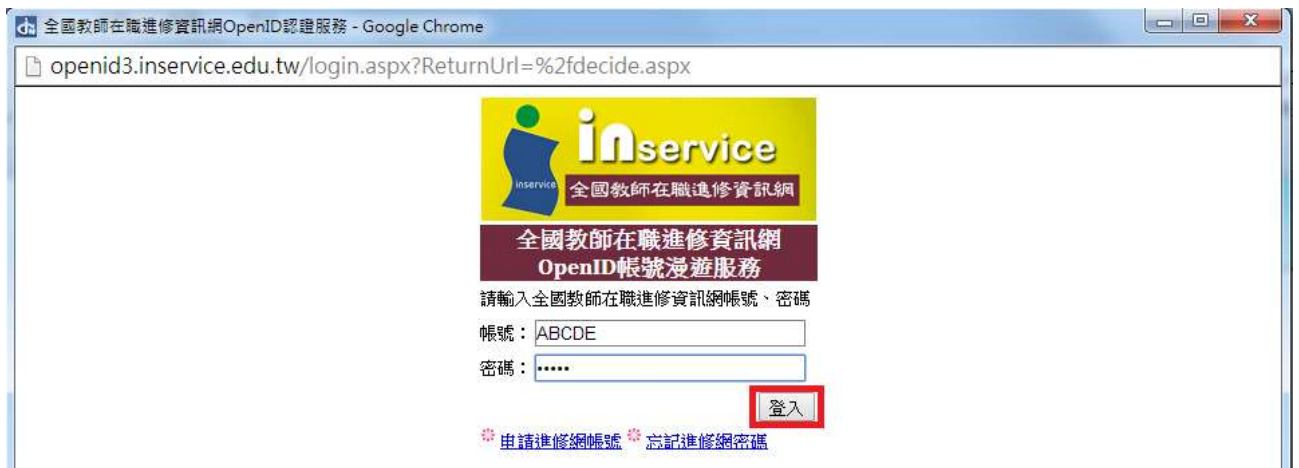 全國教師在職進修資訊網OpenID認證服務 - Google Chrome
openid3.inservice.edu.tw/login.aspx?ReturnUrl=%2fdecide.aspx
inservice
inservice
全國教師在職進修資訊網
全國教師在職進修資訊網
OpenID帳號漫遊服務
請輸入全國教師在職進修資訊網帳號、密碼
帳號：ABCDE
密碼：•••••
登入
申請進修網帳號 忘記進修網密碼